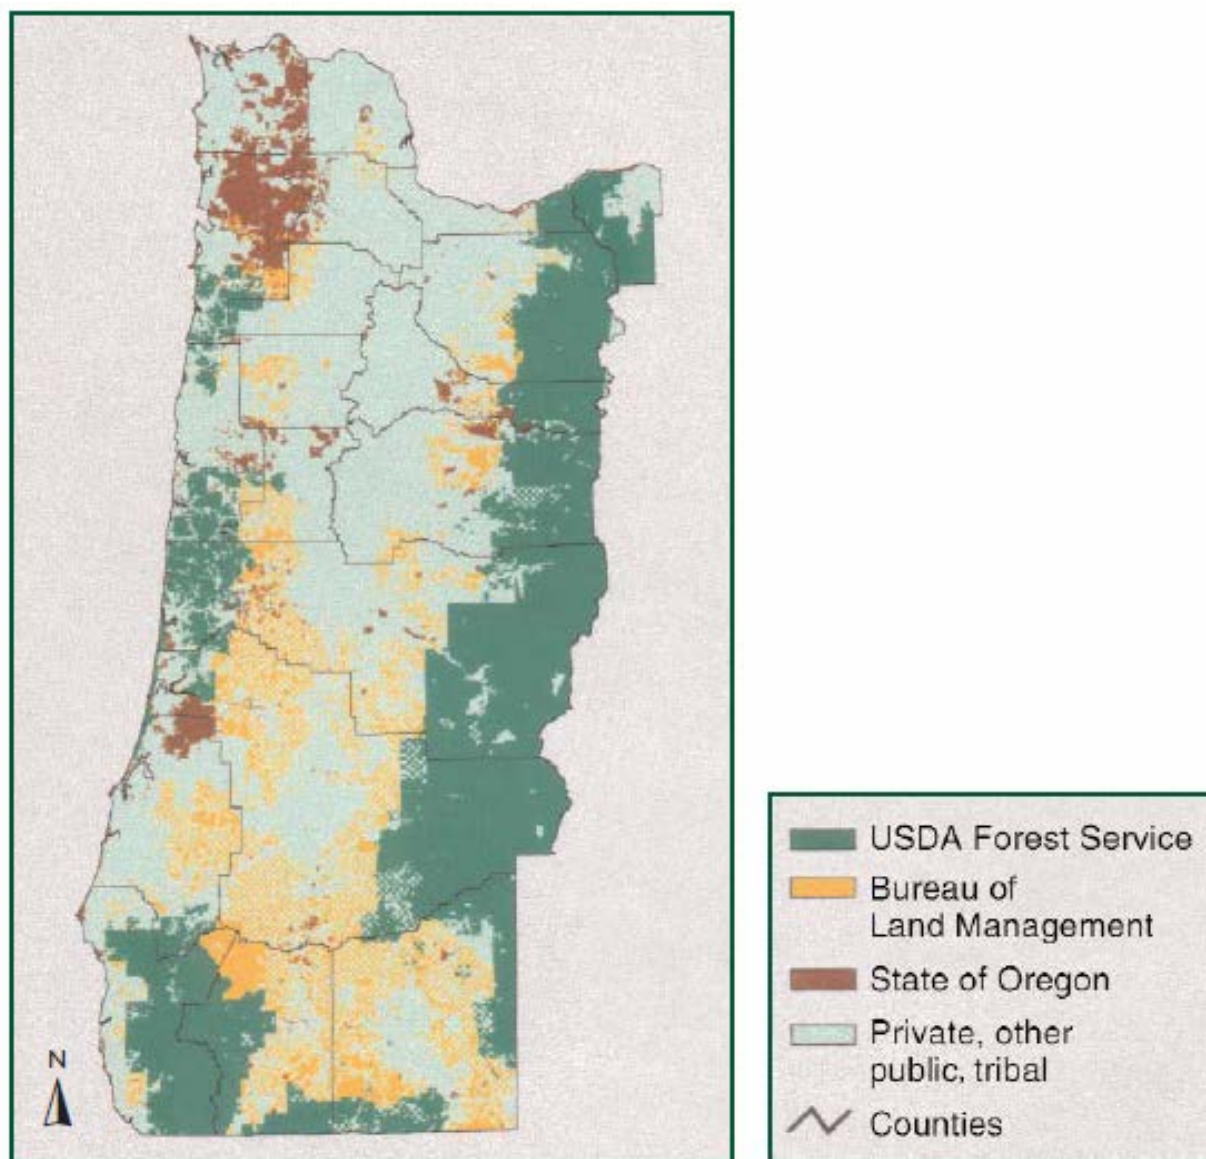 N
USDA Forest Service
Bureau of
Land Management
State of Oregon
Private, other
public, tribal
Counties